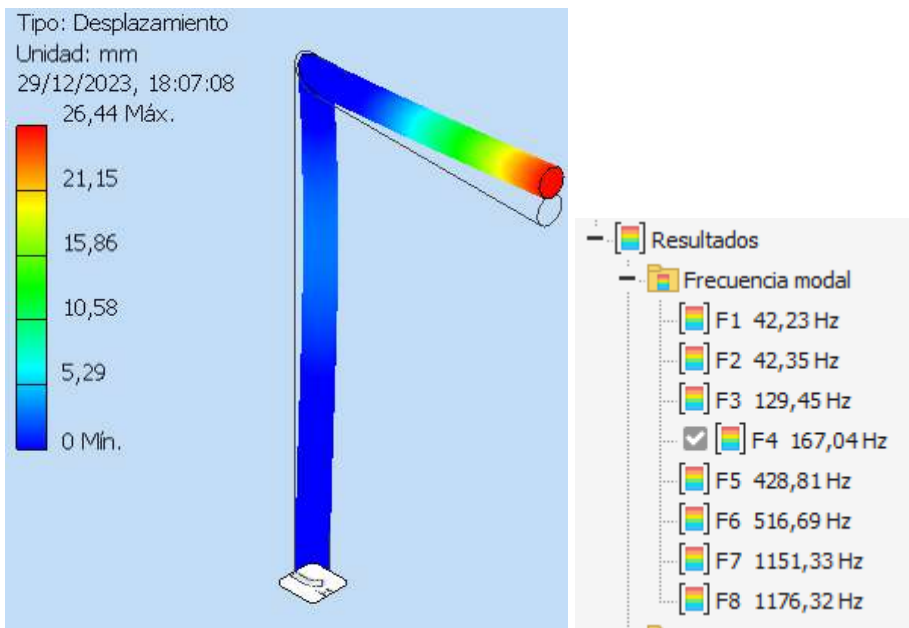 Tipo: Desplazamiento
Unidad: mm
29/12/2023, 18:07:08
26,44 Máx.
21,15
15,86
10,58
5,29
0 Mín.
Resultados
Frecuencia modal
F1 42,23 Hz
F2 42,35 Hz
F3 129,45 Hz
F4 167,04 Hz
F5 428,81 Hz
F6 516,69 Hz
F7 1151,33 Hz
F8 1176,32 Hz